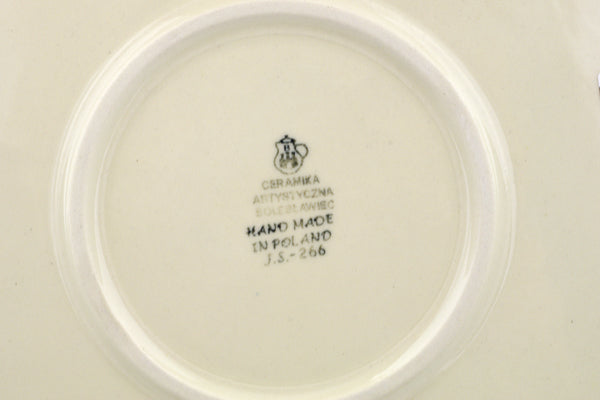 CERAMIKA
ARTYSTYCZNA
BOLESŁAWIEC
HAND MADE
IN POLAND
J.S.-266